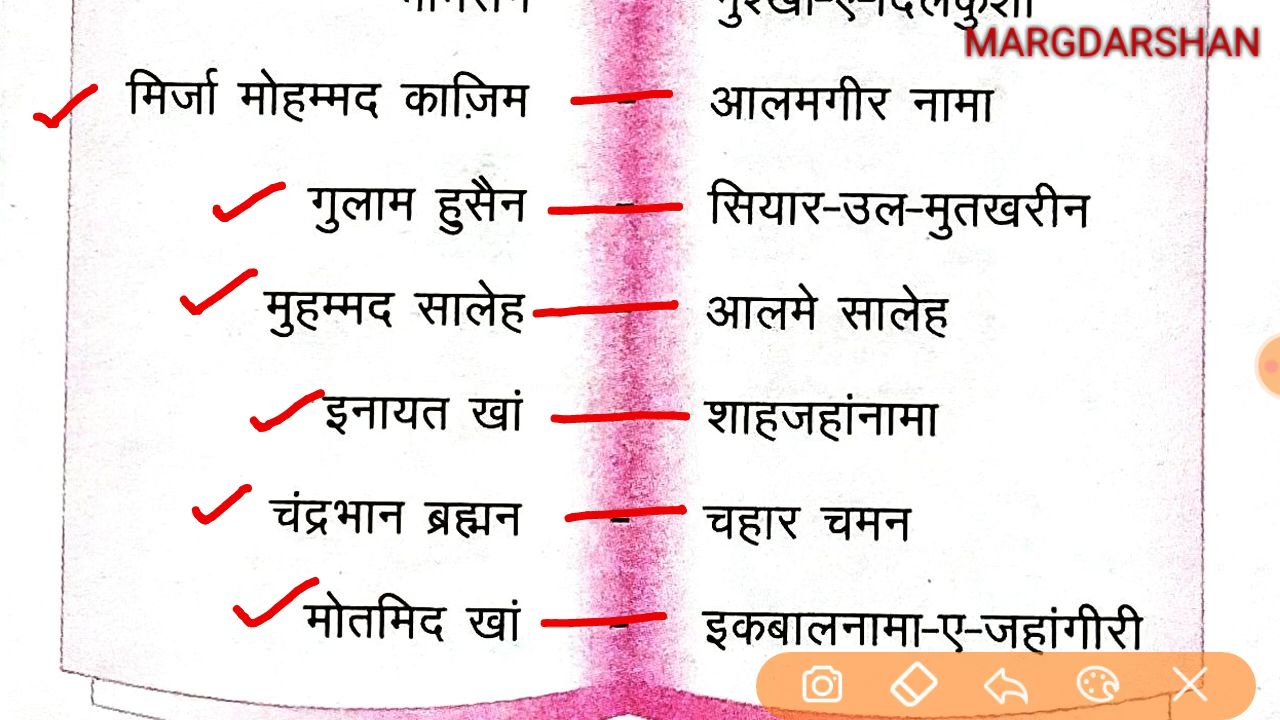 MARGDARSHAN
मिर्जा मोहम्मद काज़िम - आलमगीर नामा
गुलाम हुसैन - सियार-उल-मुतखरीन
मुहम्मद सालेह - आलमे सालेह
इनायत खां - शाहजहांनामा
चंद्रभान ब्रह्मन - चहार चमन
मोतमिद खां - इकबालनामा-ए-जहांगीरी